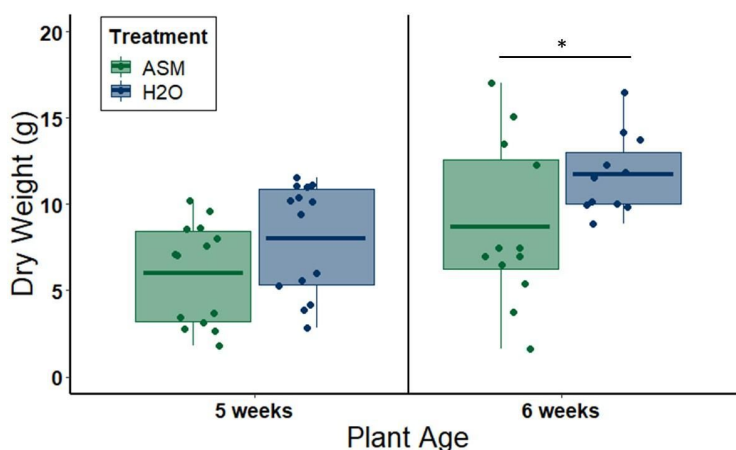 20
15
10
5
0
Dry Weight (g)
Treatment
ASM
H2O
*
5 weeks
6 weeks
Plant Age